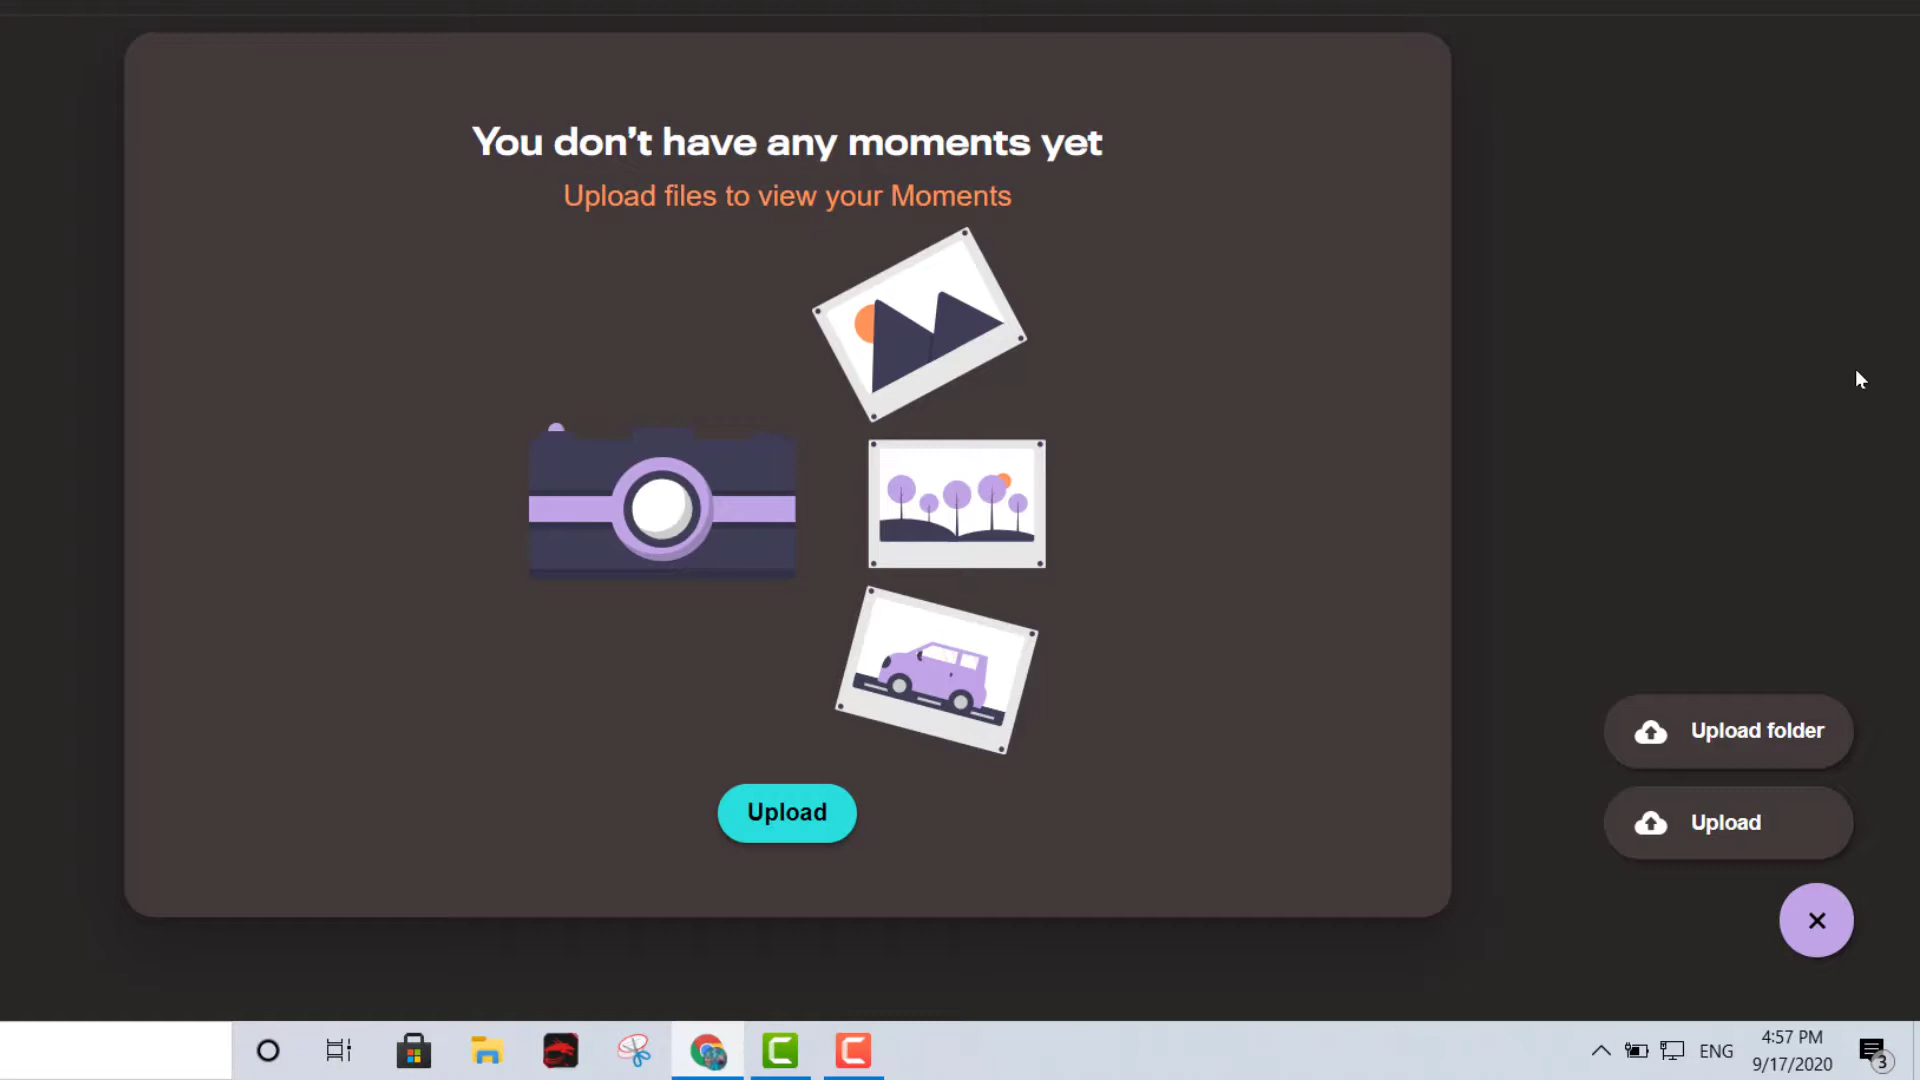 You don't have any moments yet
Upload files to view your Moments
Upload
Upload folder
Upload
ENG
4:57 PM
9/17/2020
3